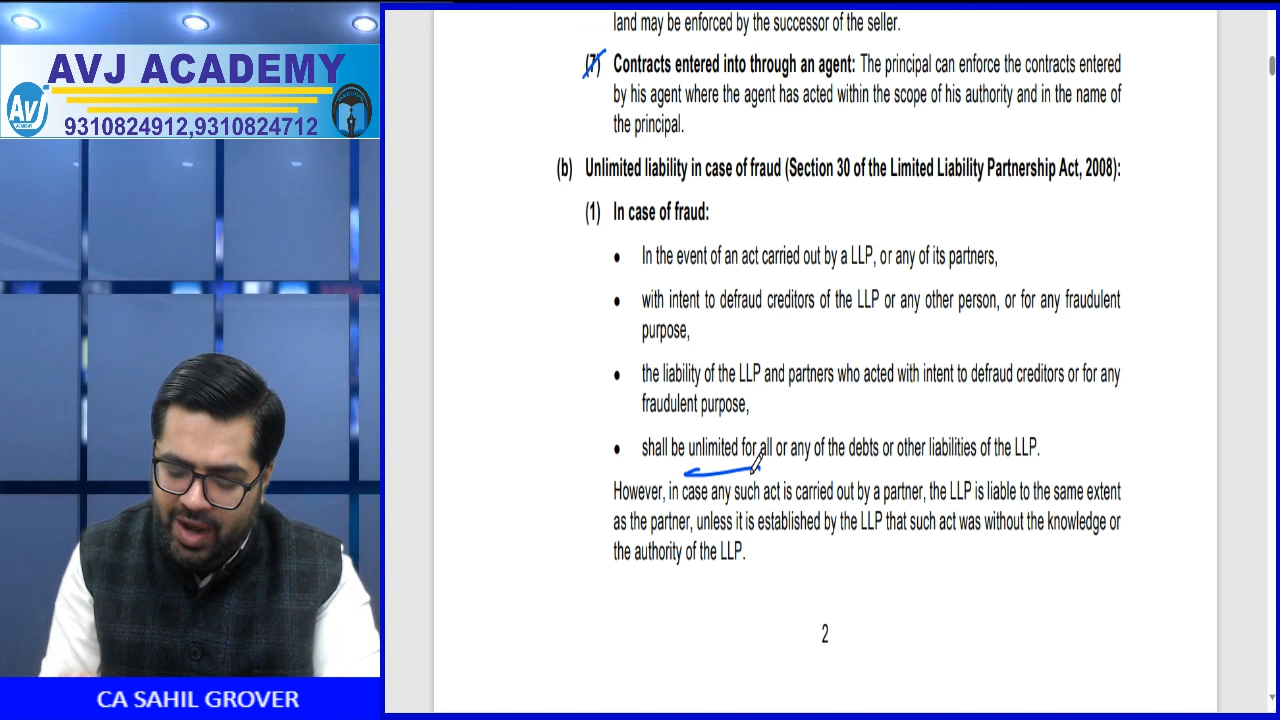 AVJ ACADEMY
Av
ACADEMY
9310824912,9310824712
land may be enforced by the successor of the seller.
(7) Contracts entered into through an agent: The principal can enforce the contracts entered
by his agent where the agent has acted within the scope of his authority and in the name of
the principal.
(b) Unlimited liability in case of fraud (Section 30 of the Limited Liability Partnership Act, 2008):
(1) In case of fraud:
• In the event of an act carried out by a LLP, or any of its partners,
• with intent to defraud creditors of the LLP or any other person, or for any fraudulent
purpose,
• the liability of the LLP and partners who acted with intent to defraud creditors or for any
fraudulent purpose,
• shall be unlimited for all or any of the debts or other liabilities of the LLP.
However, in case any such act is carried out by a partner, the LLP is liable to the same extent
as the partner, unless it is established by the LLP that such act was without the knowledge or
the authority of the LLP.
2
CA SAHIL GROVER